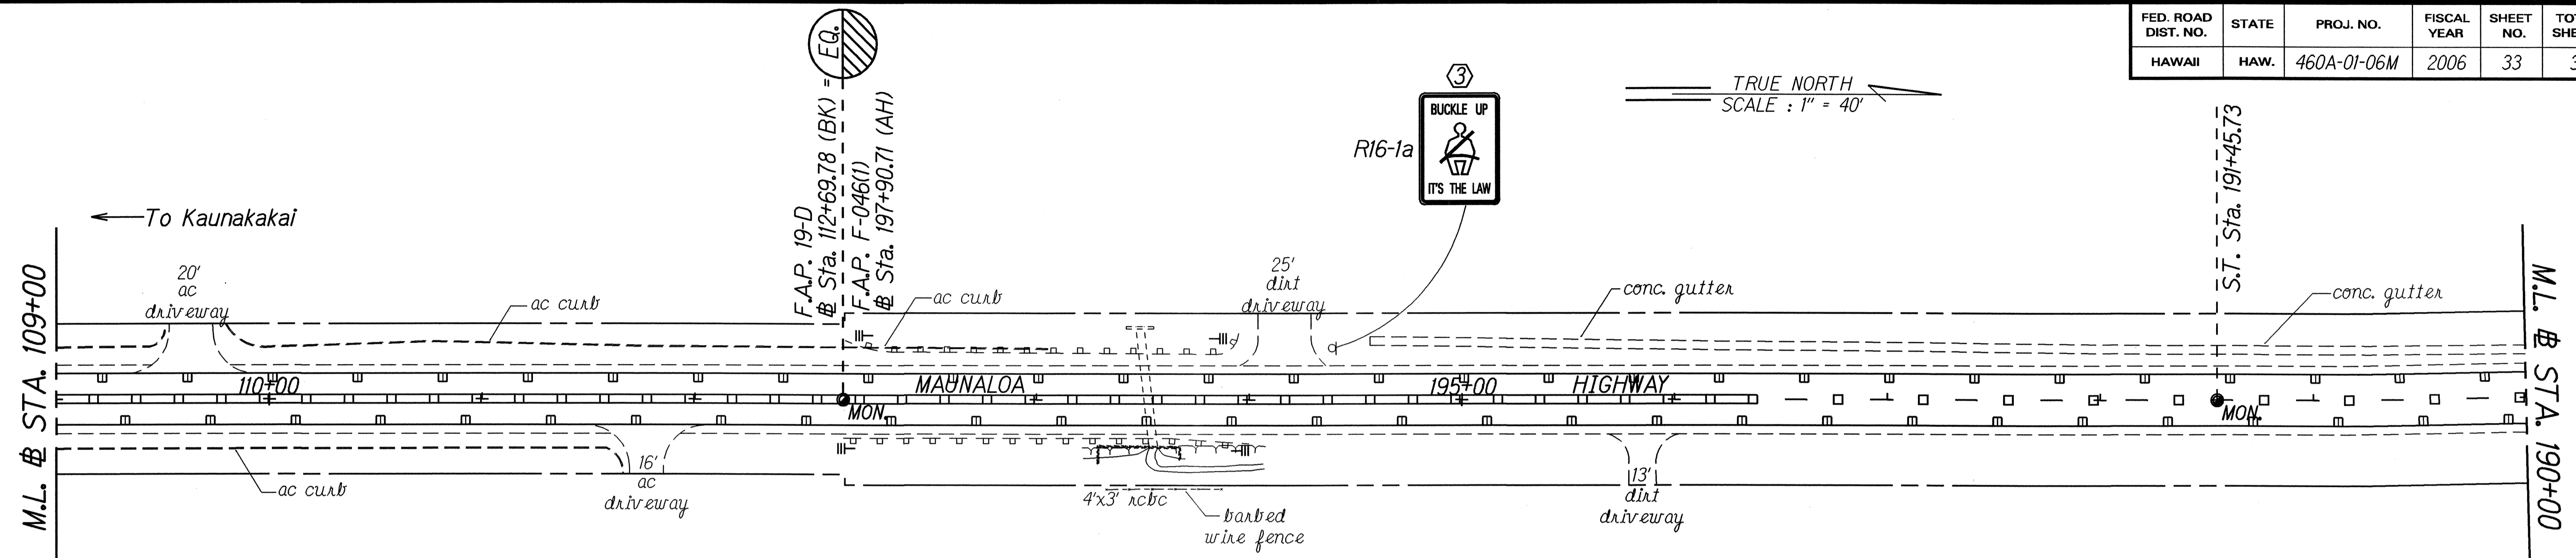 FED. ROAD DIST. NO. STATE PROJ. NO. FISCAL YEAR SHEET NO.
HAWAII HAW. 460A-01-06M 2006 33
EQ.
F.A.P. 19-D
℄ Sta. 112+69.78 (BK) =
F.A.P. F-046(1)
℄ Sta. 197+90.71 (AH)
3
BUCKLE UP
IT'S THE LAW
R16-1a
TRUE NORTH
SCALE : 1" = 40'
S.T. Sta. 191+45.73
To Kaunakakai
M.L. ℄ STA. 109+00
20'
ac
driveway
ac curb
ac curb
25'
dirt
driveway
conc. gutter
conc. gutter
M.L. ℄ STA. 190+00
110+00
MAUNALOA
195+00
HIGHWAY
MON.
MON.
ac curb
16'
ac
driveway
4'x3' rcbc
barbed
wire fence
13'
dirt
driveway